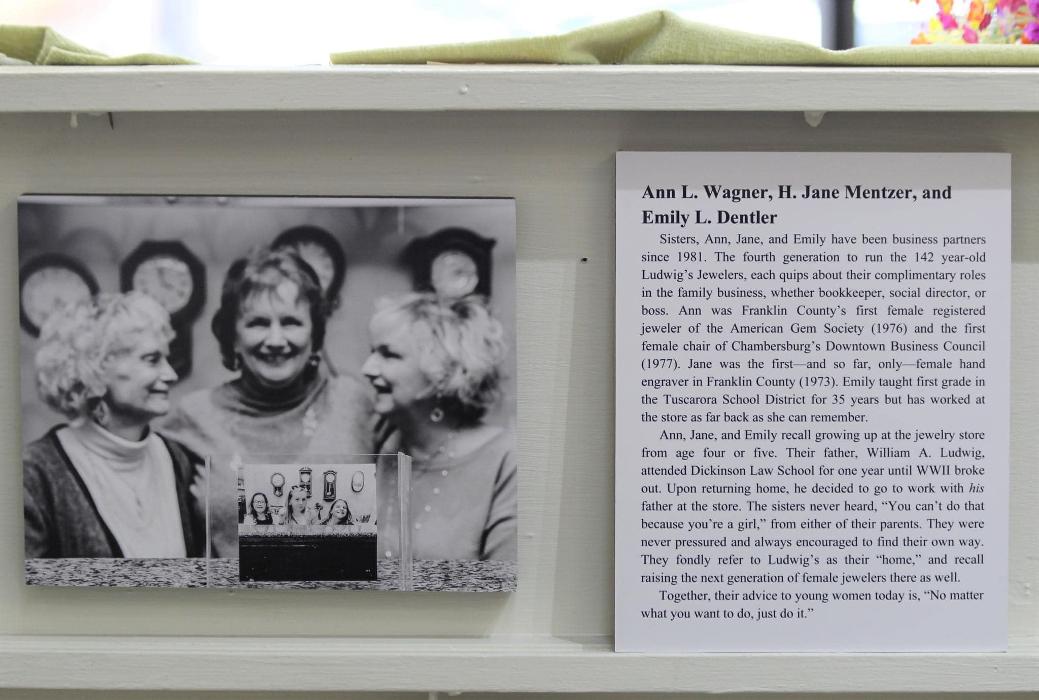 Ann L. Wagner, H. Jane Mentzer, and
Emily L. Dentler
Sisters, Ann, Jane, and Emily have been business partners
since 1981. The fourth generation to run the 142 year-old
Ludwig's Jewelers, each quips about their complimentary roles
in the family business, whether bookkeeper, social director, or
boss. Ann was Franklin County's first female registered
jeweler of the American Gem Society (1976) and the first
female chair of Chambersburg's Downtown Business Council
(1977). Jane was the first—and so far, only—female hand
engraver in Franklin County (1973). Emily taught first grade in
the Tuscarora School District for 35 years but has worked at
the store as far back as she can remember.
Ann, Jane, and Emily recall growing up at the jewelry store
from age four or five. Their father, William A. Ludwig,
attended Dickinson Law School for one year until WWII broke
out. Upon returning home, he decided to go to work with his
father at the store. The sisters never heard, “You can't do that
because you're a girl,” from either of their parents. They were
never pressured and always encouraged to find their own way.
They fondly refer to Ludwig's as their “home,” and recall
raising the next generation of female jewelers there as well.
Together, their advice to young women today is, “No matter
what you want to do, just do it.”